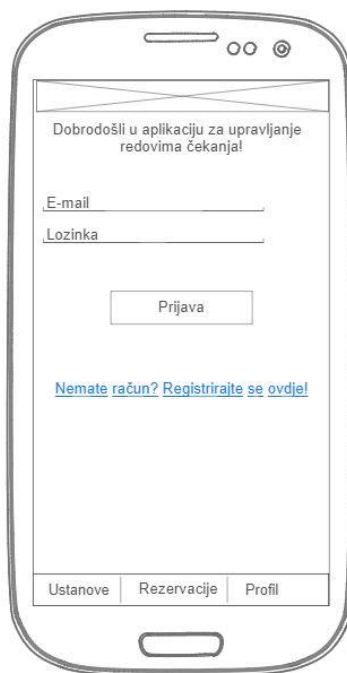 Dobrodošli u aplikaciju za upravljanje
redovima čekanja!
E-mail
Lozinka
Prijava
Nemate račun? Registrirajte se ovdje!
Ustanove Rezervacije Profil